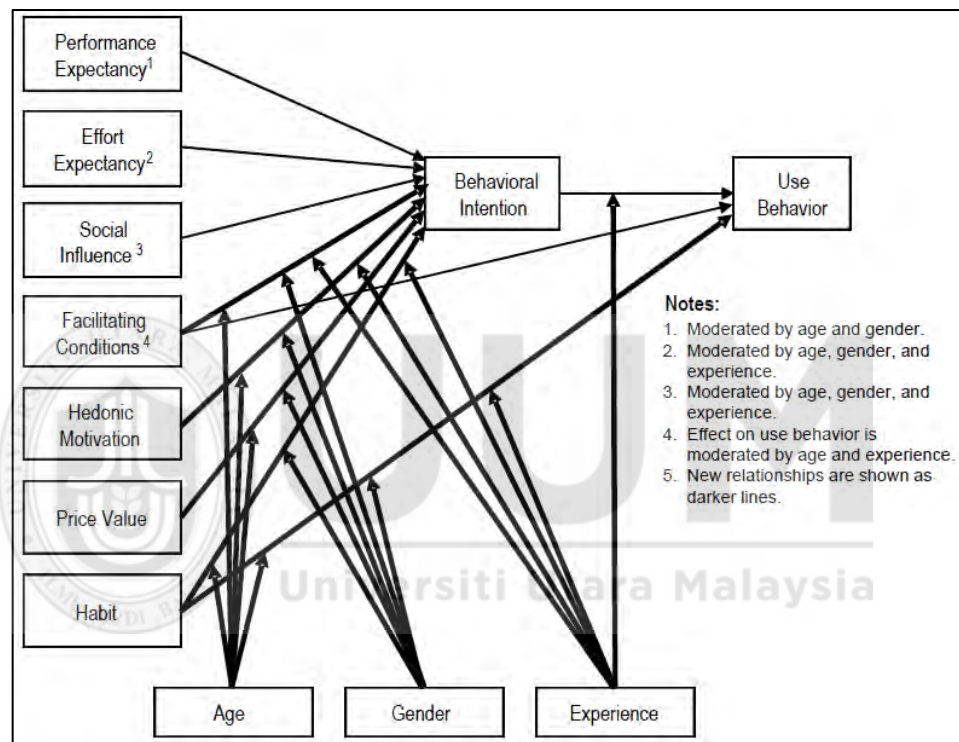 Performance
Expectancy1
Effort
Expectancy2
Social
Influence 3
Facilitating
Conditions 4
Hedonic
Motivation
Price Value
Habit
Behavioral
Intention
Use
Behavior
Notes:
1. Moderated by age and gender.
2. Moderated by age, gender, and
experience.
3. Moderated by age, gender, and
experience.
4. Effect on use behavior is
moderated by age and experience.
5. New relationships are shown as
darker lines.
UUM
Universiti Utara Malaysia
Age
Gender
Experience